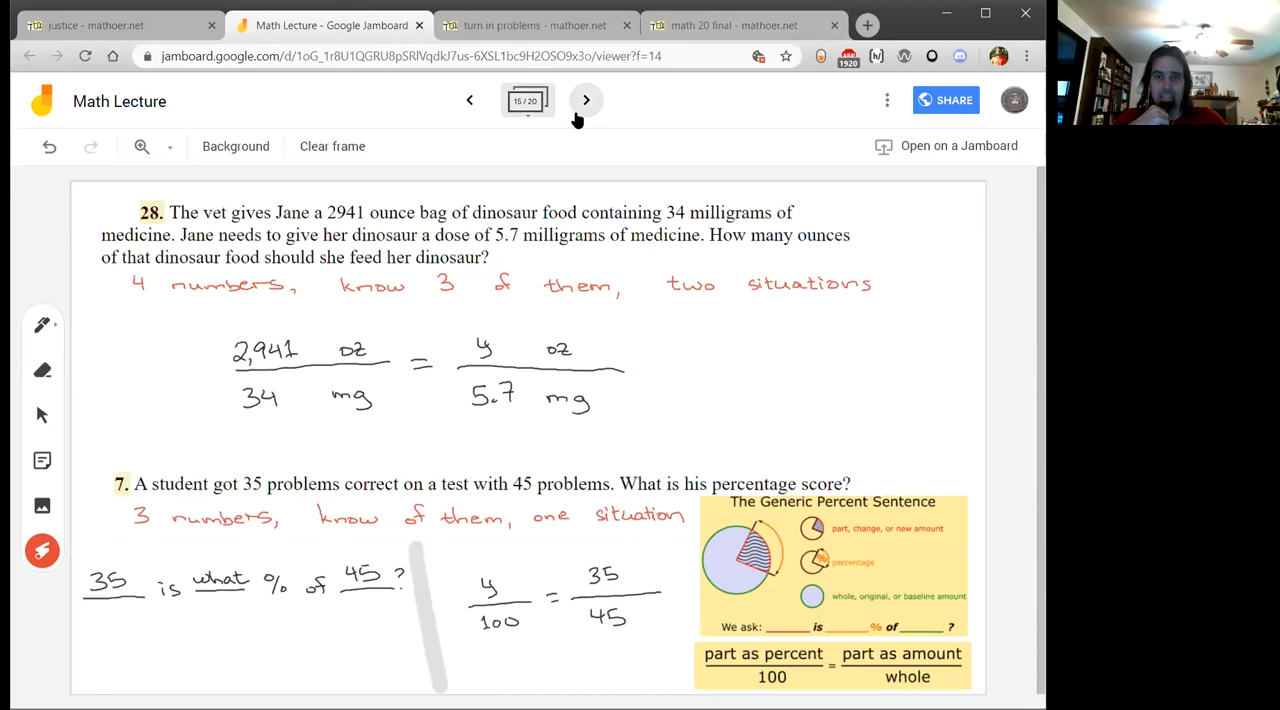 justice - mathoer.net
Math Lecture - Google Jamboard
turn in problems - mathoer.net
math 20 final - mathoer.net
jamboard.google.com/d/1oG_1r8U1QGRU8pSRlVqdkJ7us-6XSL1bc9H2OSO9x3o/viewer?f=14
1920
Math Lecture
15 / 20
SHARE
Background
Clear frame
Open on a Jamboard
28. The vet gives Jane a 2941 ounce bag of dinosaur food containing 34 milligrams of
medicine. Jane needs to give her dinosaur a dose of 5.7 milligrams of medicine. How many ounces
of that dinosaur food should she feed her dinosaur?
4 numbers, know 3 of them, two situations
2,941 oz = y oz
34 mg 5.7 mg
7. A student got 35 problems correct on a test with 45 problems. What is his percentage score?
3 numbers, know of them, one situation
35 is what % of 45?
y = 35
100 45
The Generic Percent Sentence
part, change, or new amount
%
percentage
whole, original, or baseline amount
We ask: ______ is ______ % of ______ ?
part as percent = part as amount
100 whole